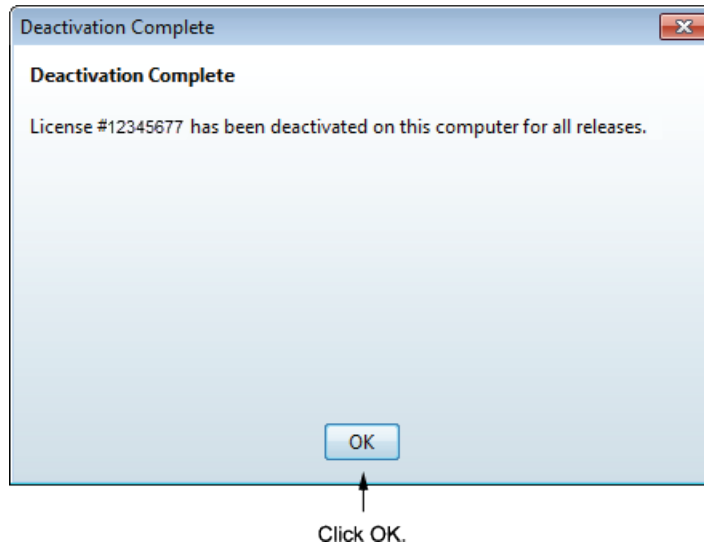 Deactivation Complete
Deactivation Complete
License #12345677 has been deactivated on this computer for all releases.
OK
Click OK.